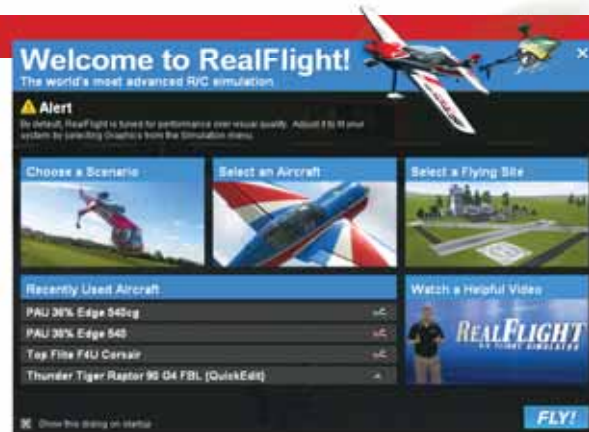 Welcome to RealFlight!
The world's most advanced R/C simulation
Alert
By default, RealFlight is tuned for performance over visual quality. Adjust it to fit your
system by selecting Graphics from the Simulation menu.
Choose a Scenario
Select an Aircraft
Select a Flying Site
Recently Used Aircraft
PAU 36% Edge 540cg
PAU 36% Edge 540
Top Flite F4U Corsair
Thunder Tiger Raptor 90 G4 FBL (QuickEdit)
Watch a Helpful Video
REALFLIGHT
R/C FLIGHT SIMULATOR
Show this dialog on startup
FLY!